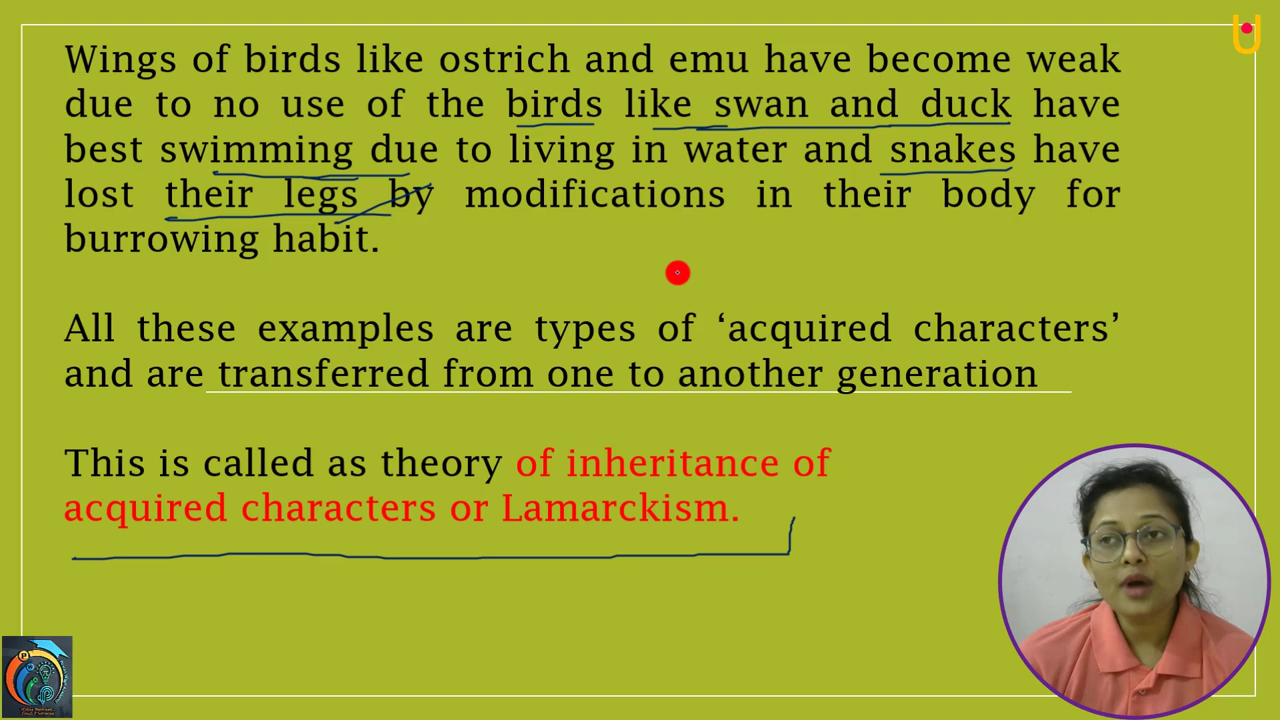 Wings of birds like ostrich and emu have become weak
due to no use of the birds like swan and duck have
best swimming due to living in water and snakes have
lost their legs by modifications in their body for
burrowing habit.
All these examples are types of ‘acquired characters’
and are transferred from one to another generation
This is called as theory of inheritance of
acquired characters or Lamarckism.